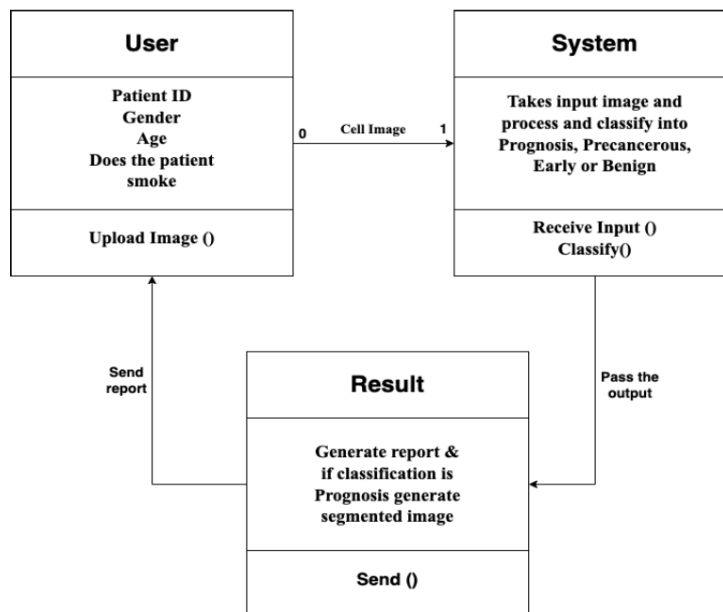 User
Patient ID
Gender
Age
Does the patient
smoke
Upload Image ()
0
Cell Image
1
System
Takes input image and
process and classify into
Prognosis, Precancerous,
Early or Benign
Receive Input ()
Classify()
Send
report
Pass the
output
Result
Generate report &
if classification is
Prognosis generate
segmented image
Send ()